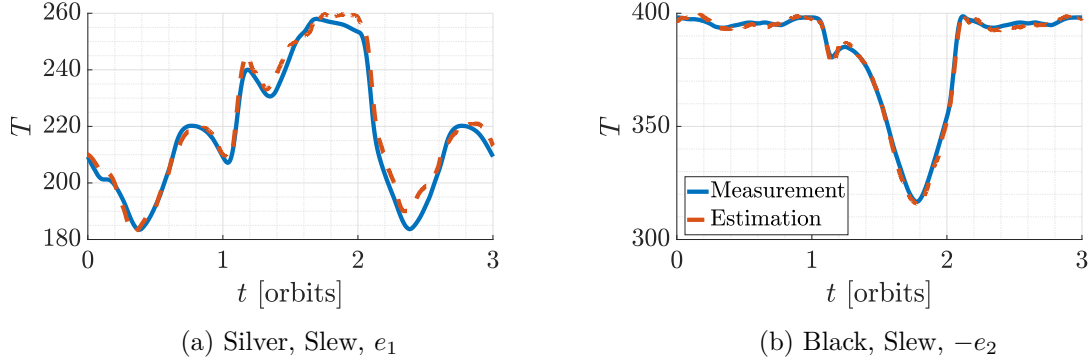 260
240
220
200
180
T
0
1
2
3
t [orbits]
(a) Silver, Slew, e₁
400
350
300
T
Measurement
Estimation
0
1
2
3
t [orbits]
(b) Black, Slew, −e₂